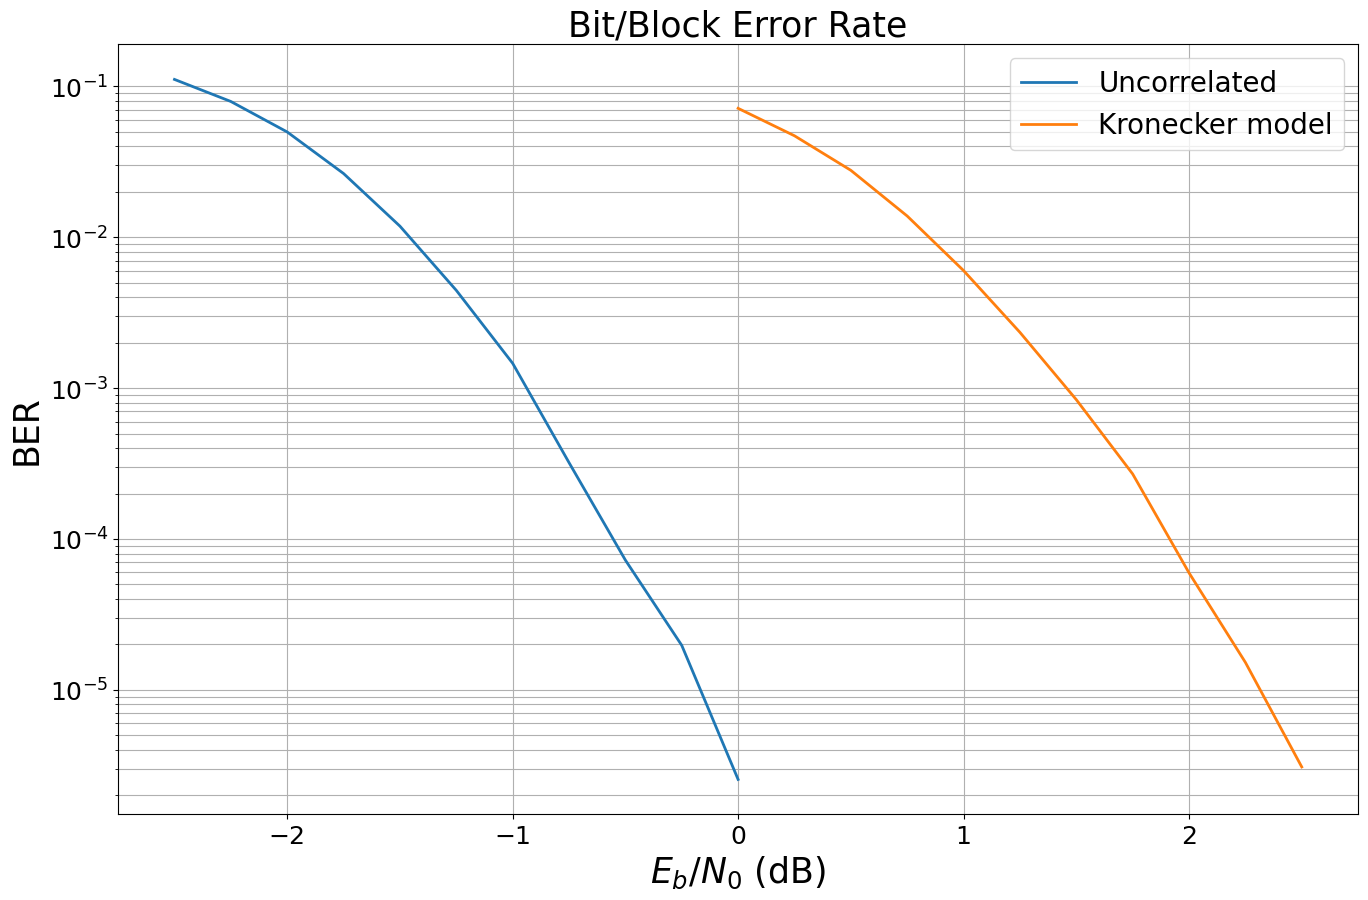 Bit/Block Error Rate
Uncorrelated
Kronecker model
BER
10⁻¹
10⁻²
10⁻³
10⁻⁴
10⁻⁵
−2 −1 0 1 2
E_b/N_0 (dB)